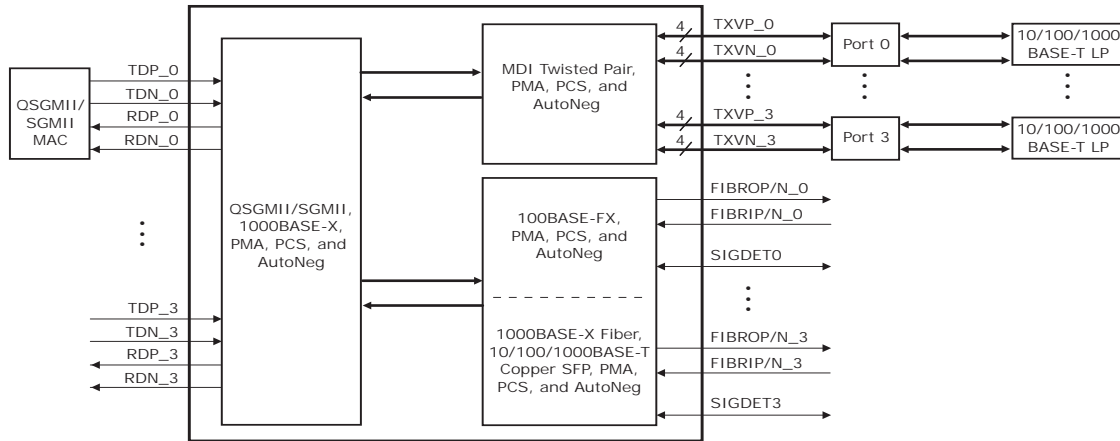 QSGMII/
SGMII
MAC
TDP_0
TDN_0
RDP_0
RDN_0
TDP_3
TDN_3
RDP_3
RDN_3
QSGMII/SGMII,
1000BASE-X,
PMA, PCS, and
AutoNeg
MDI Twisted Pair,
PMA, PCS, and
AutoNeg
100BASE-FX,
PMA, PCS, and
AutoNeg
1000BASE-X Fiber,
10/100/1000BASE-T
Copper SFP, PMA,
PCS, and AutoNeg
4 TXVP_0
4 TXVN_0
4 TXVP_3
4 TXVN_3
Port 0
Port 3
10/100/1000
BASE-T LP
10/100/1000
BASE-T LP
FIBROP/N_0
FIBRIP/N_0
SIGDET0
FIBROP/N_3
FIBRIP/N_3
SIGDET3